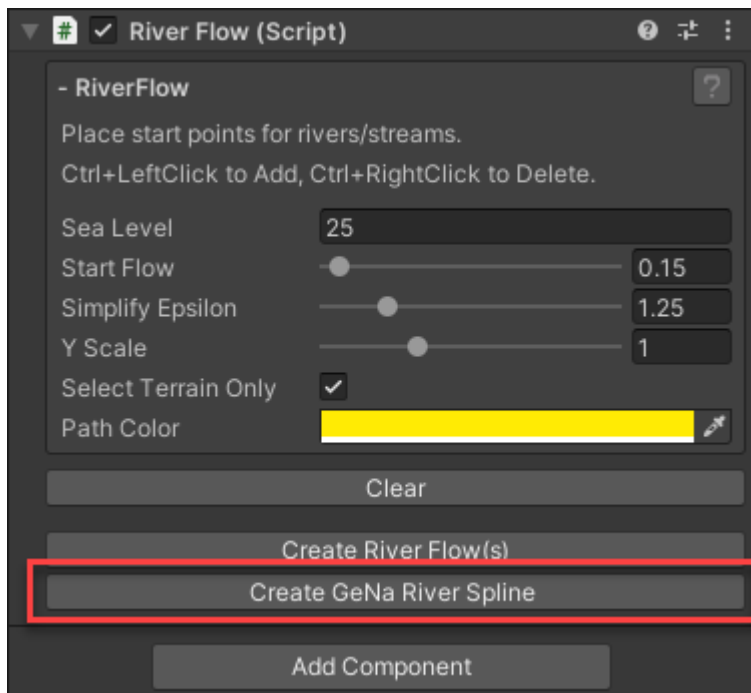 # River Flow (Script)
- RiverFlow
?
Place start points for rivers/streams.
Ctrl+LeftClick to Add, Ctrl+RightClick to Delete.
Sea Level 25
Start Flow 0.15
Simplify Epsilon 1.25
Y Scale 1
Select Terrain Only
Path Color
Clear
Create River Flow(s)
Create GeNa River Spline
Add Component